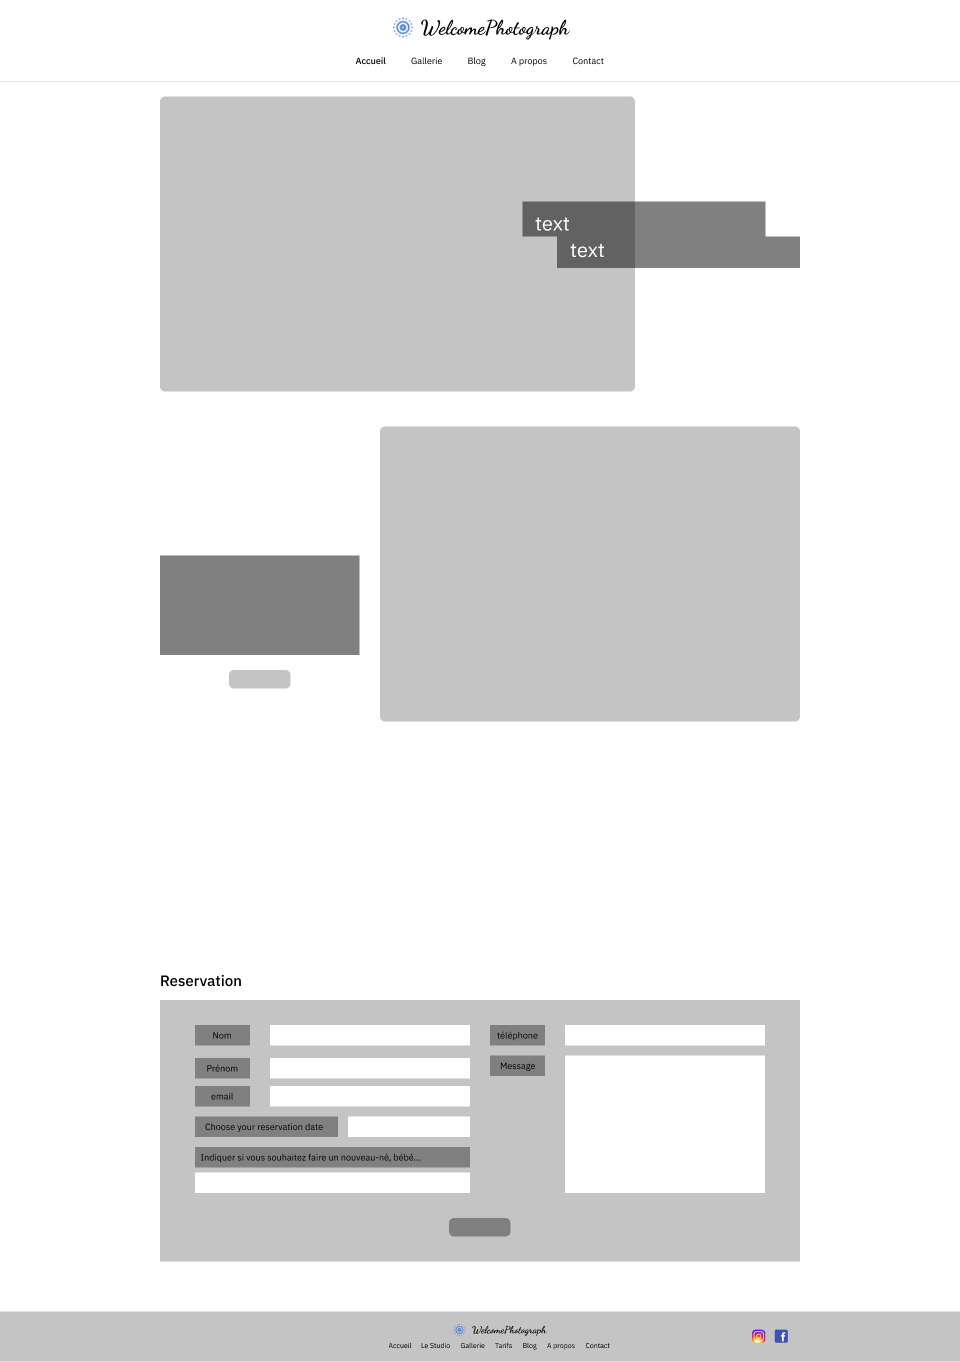 WelcomePhotograph
Accueil Gallerie Blog A propos Contact
text
text
Reservation
Nom
Prénom
email
Choose your reservation date
Indiquer si vous souhaitez faire un nouveau-né, bébé...
téléphone
Message
WelcomePhotograph
Accueil Le Studio Gallerie Tarifs Blog A propos Contact